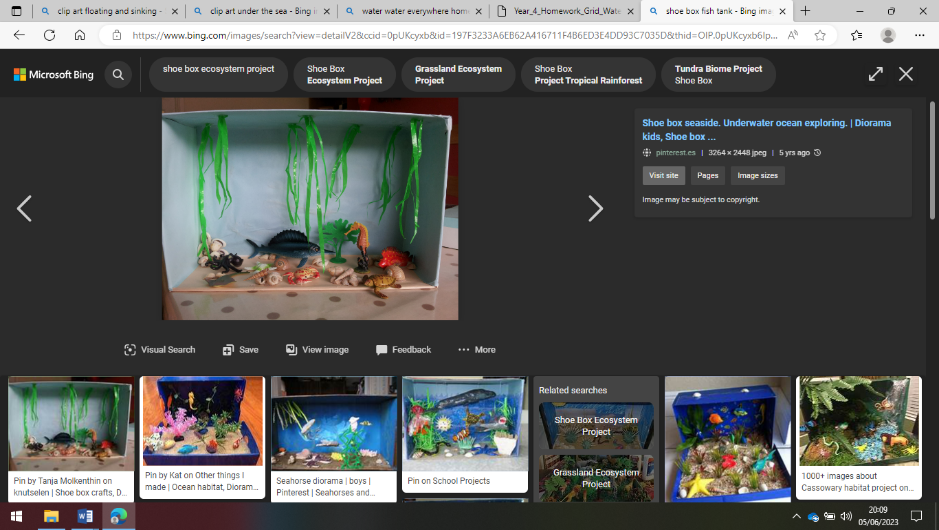 clip art floating and sinking -
clip art under the sea - Bing i
water water everywhere hom
Year_4_Homework_Grid_Wate
shoe box fish tank - Bing ima
https://www.bing.com/images/search?view=detailV2&ccid=0pUKcyxb&id=197F3233A6EB62A416711F4B6ED3E4DD93C7035D&thid=OIP.0pUKcyxb6Ip...
Microsoft Bing
shoe box ecosystem project
Shoe Box
Ecosystem Project
Grassland Ecosystem
Project
Shoe Box
Project Tropical Rainforest
Tundra Biome Project
Shoe Box
Shoe box seaside. Underwater ocean exploring. | Diorama
kids, Shoe box ...
pinterest.es | 3264 × 2448 jpeg | 5 yrs ago
Visit site
Pages
Image sizes
Image may be subject to copyright.
Visual Search
Save
View image
Feedback
More
Pin by Tanja Molkenthin on
knutselen | Shoe box crafts, D...
Pin by Kat on Other things I
made | Ocean habitat, Dioram...
Seahorse diorama | boys |
Pinterest | Seahorses and...
Pin on School Projects
Related searches
Shoe Box Ecosystem
Project
Grassland Ecosystem
Project
1000+ images about
Cassowary habitat project on...
20:09
05/06/2023